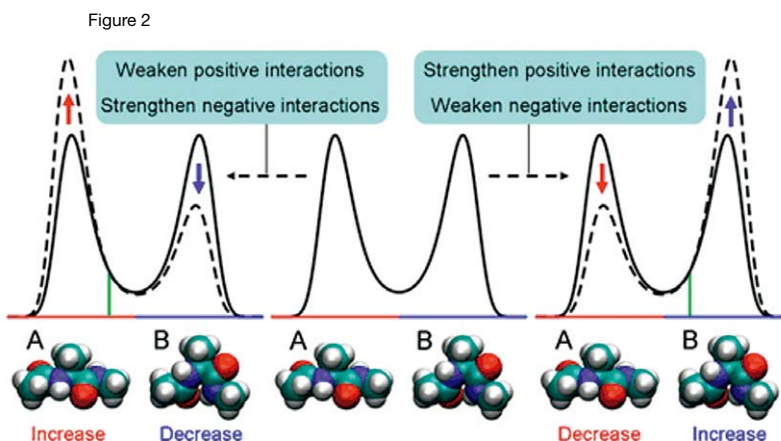 Figure 2
Weaken positive interactions
Strengthen negative interactions
Strengthen positive interactions
Weaken negative interactions
A B A B A B
Increase Decrease Decrease Increase